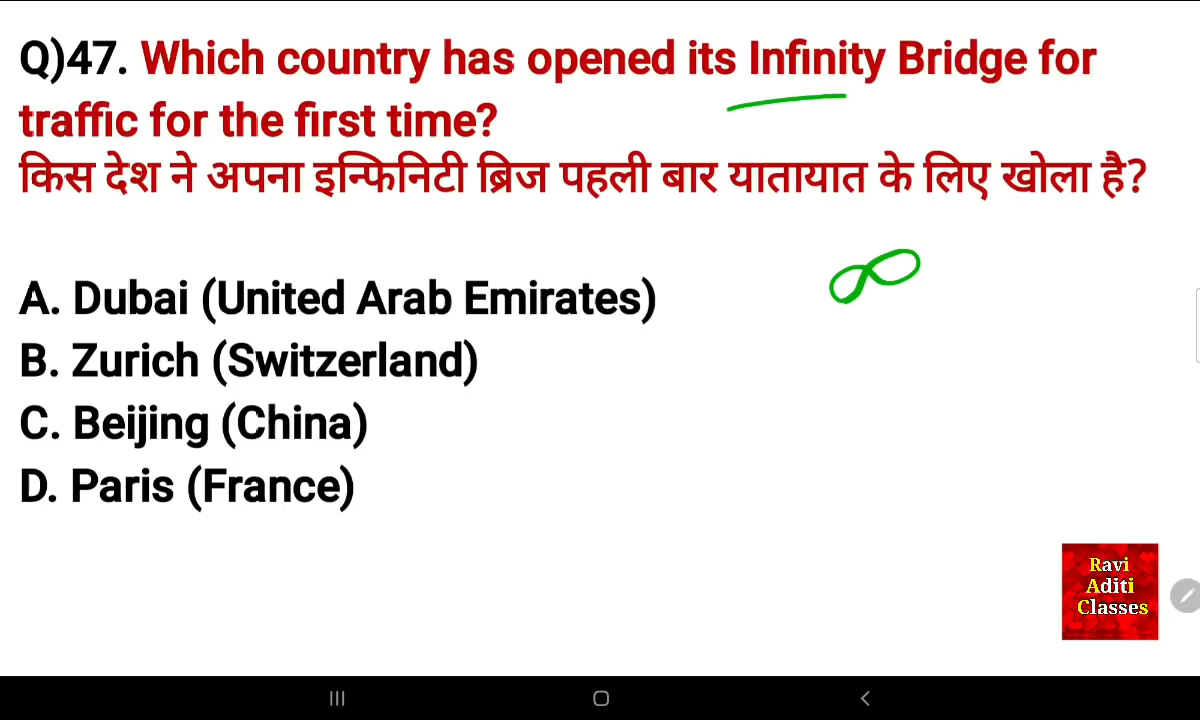 Q)47. Which country has opened its Infinity Bridge for
traffic for the first time?
किस देश ने अपना इन्फिनिटी ब्रिज पहली बार यातायात के लिए खोला है?
A. Dubai (United Arab Emirates)
B. Zurich (Switzerland)
C. Beijing (China)
D. Paris (France)
Ravi
Aditi
Classes